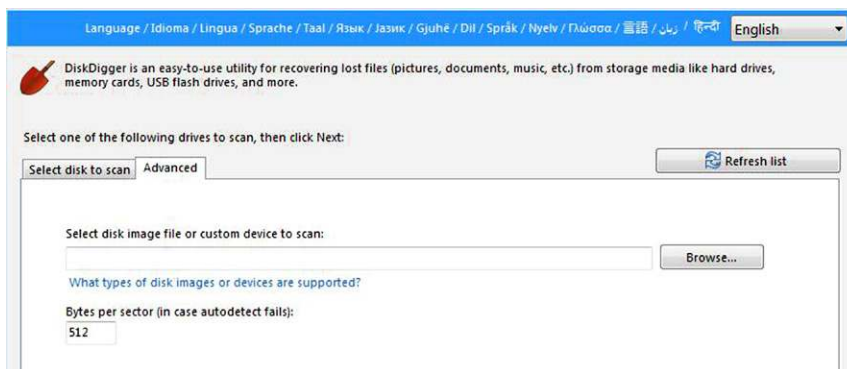 Language / Idioma / Lingua / Sprache / Taal / Язык / Јазик / Gjuhë / Dil / Språk / Nyelv / Γλώσσα / 言語 / زبان / हिन्दी /
English
DiskDigger is an easy-to-use utility for recovering lost files (pictures, documents, music, etc.) from storage media like hard drives,
memory cards, USB flash drives, and more.
Select one of the following drives to scan, then click Next:
Select disk to scan
Advanced
Refresh list
Select disk image file or custom device to scan:
Browse...
What types of disk images or devices are supported?
Bytes per sector (in case autodetect fails):
512